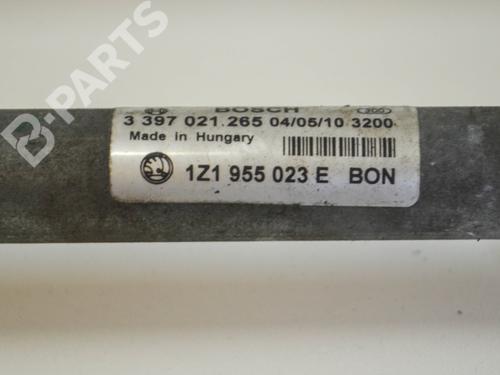 B-PARTS
BOSCH
3 397 021.265 04/05/10 3200
Made in Hungary
1Z1 955 023 E BON